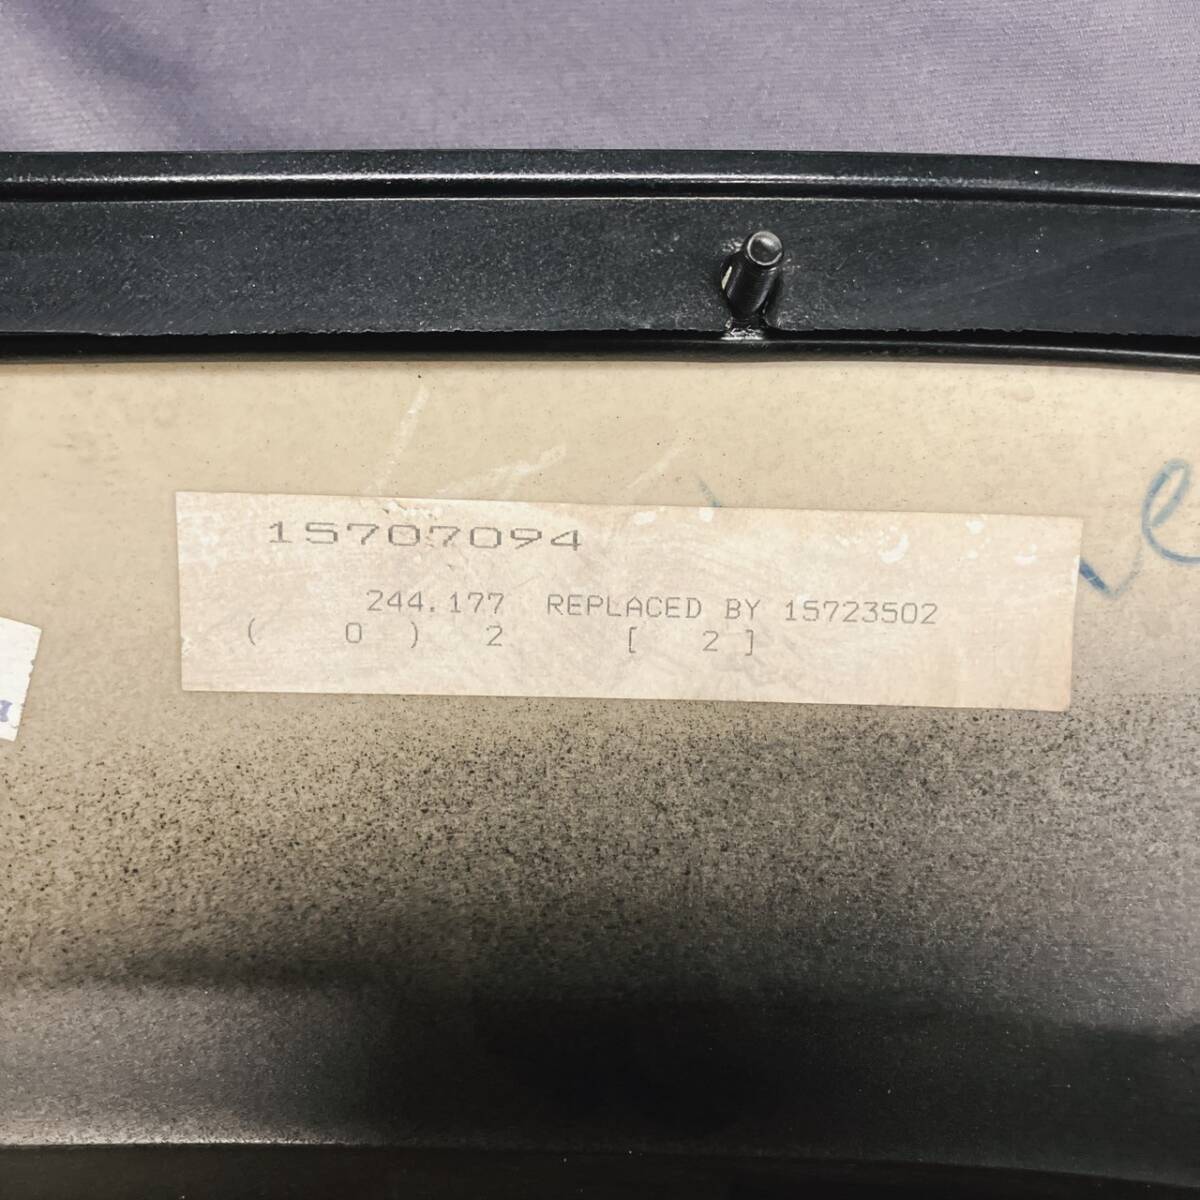 15707094
244.177 REPLACED BY 15723502
( 0 ) 2 [ 2 ]